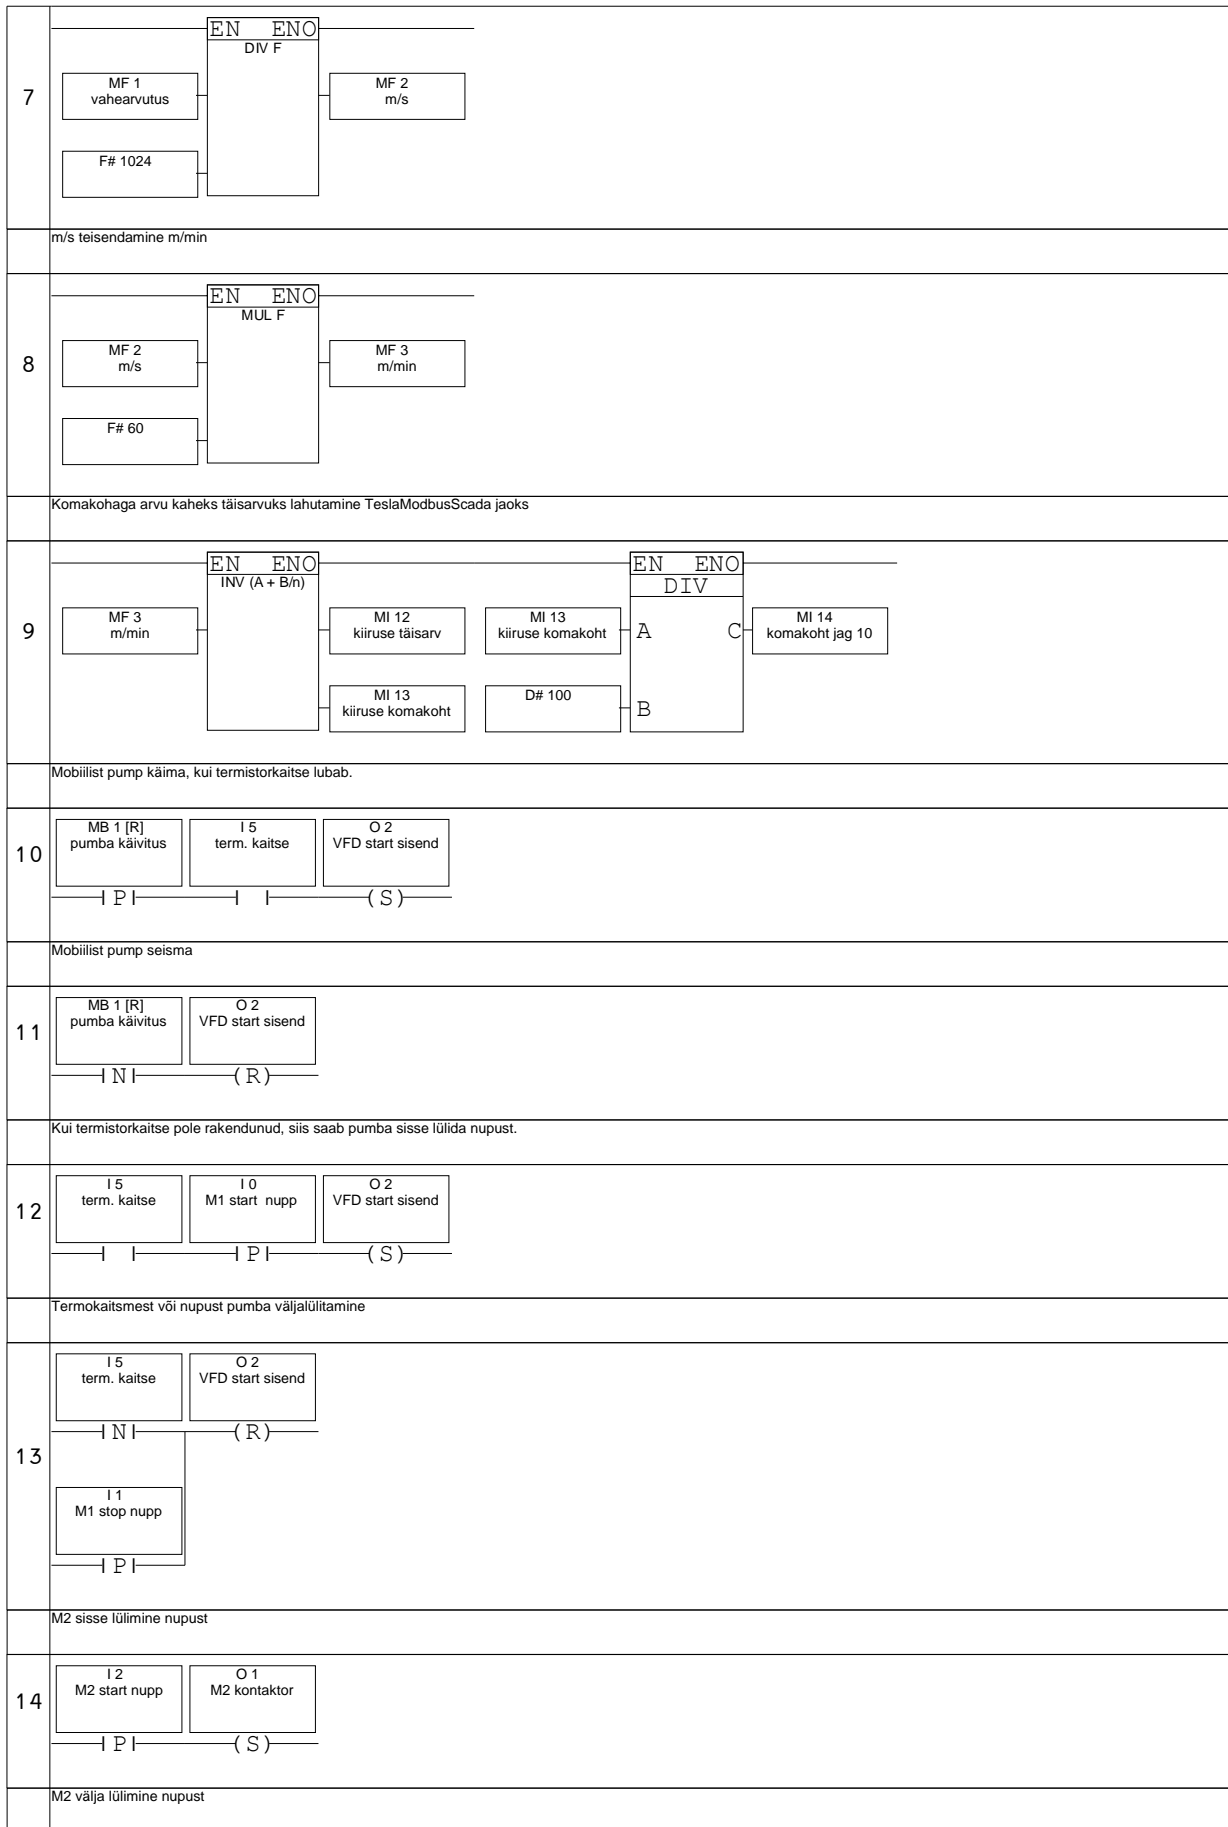 7
EN ENO
DIV F
MF 1
vahearvutus
MF 2
m/s
F# 1024
m/s teisendamine m/min
8
EN ENO
MUL F
MF 2
m/s
MF 3
m/min
F# 60
Komakohaga arvu kaheks täisarvuks lahutamine TeslaModbusScada jaoks
9
EN ENO
INV (A + B/n)
MF 3
m/min
MI 12
kiiruse täisarv
MI 13
kiiruse komakoht
EN ENO
DIV
MI 13
kiiruse komakoht
A
C
MI 14
komakoht jag 10
D# 100
B
Mobiilist pump käima, kui termistorkaitse lubab.
10
MB 1 [R]
pumba käivitus
P
I 5
term. kaitse
O 2
VFD start sisend
(S)
Mobiilist pump seisma
11
MB 1 [R]
pumba käivitus
N
O 2
VFD start sisend
(R)
Kui termistorkaitse pole rakendunud, siis saab pumba sisse lülida nupust.
12
I 5
term. kaitse
I 0
M1 start nupp
P
O 2
VFD start sisend
(S)
Termokaitsmest või nupust pumba väljalülitamine
13
I 5
term. kaitse
N
O 2
VFD start sisend
(R)
I 1
M1 stop nupp
P
M2 sisse lülimine nupust
14
I 2
M2 start nupp
P
O 1
M2 kontaktor
(S)
M2 välja lülimine nupust